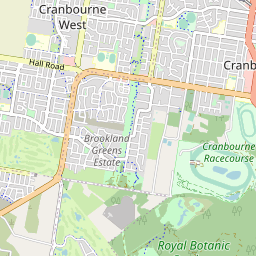 Cranbourne
West
Hall Road
Cranb
Brookland
Greens
Estate
Cranbourne
Racecourse
Royal Botanic